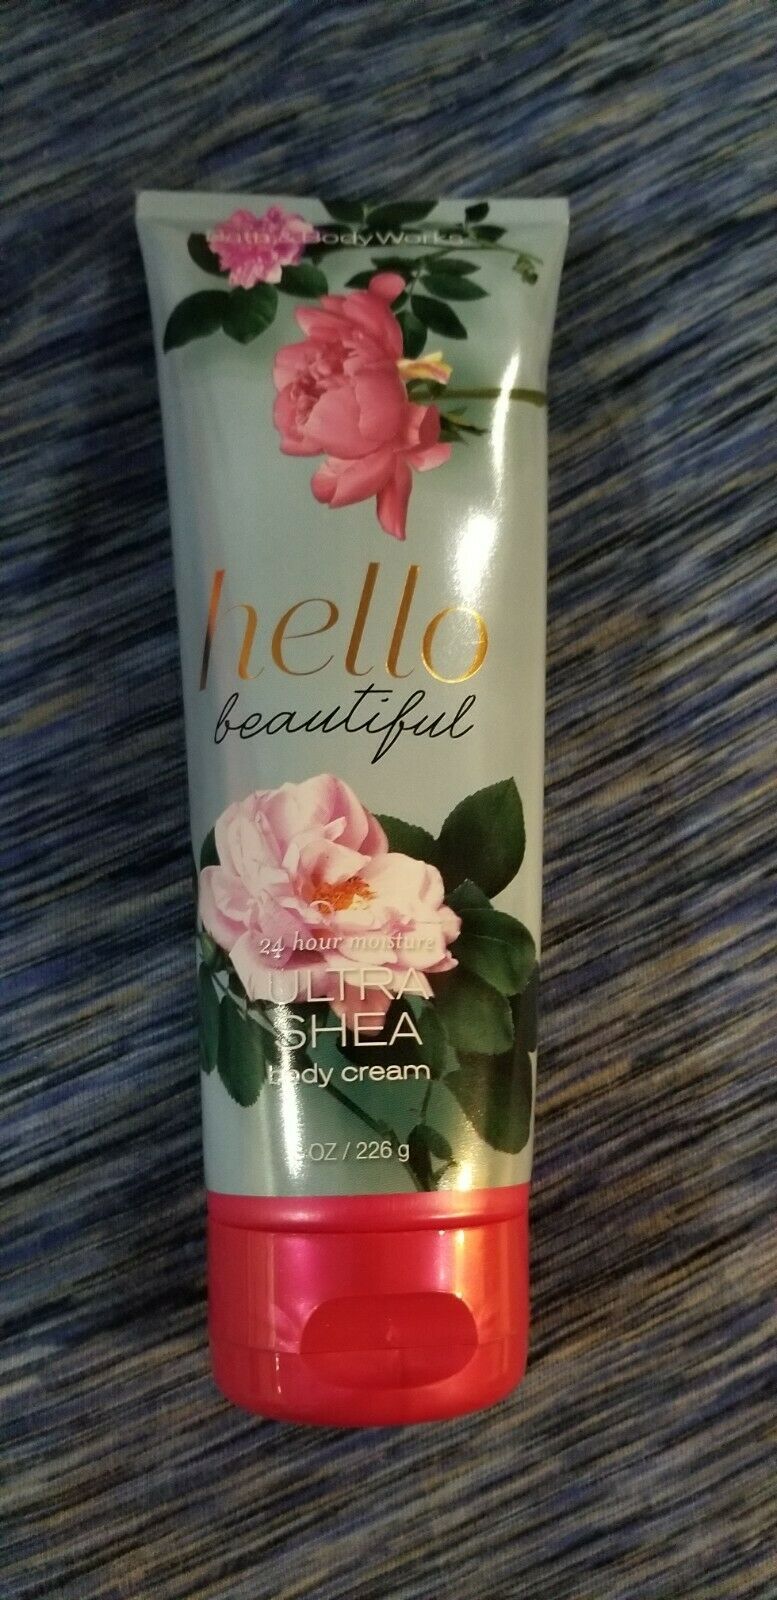 Bath & Body Works
hello
beautiful
24 hour moisture
ULTRA
SHEA
body cream
OZ / 226 g